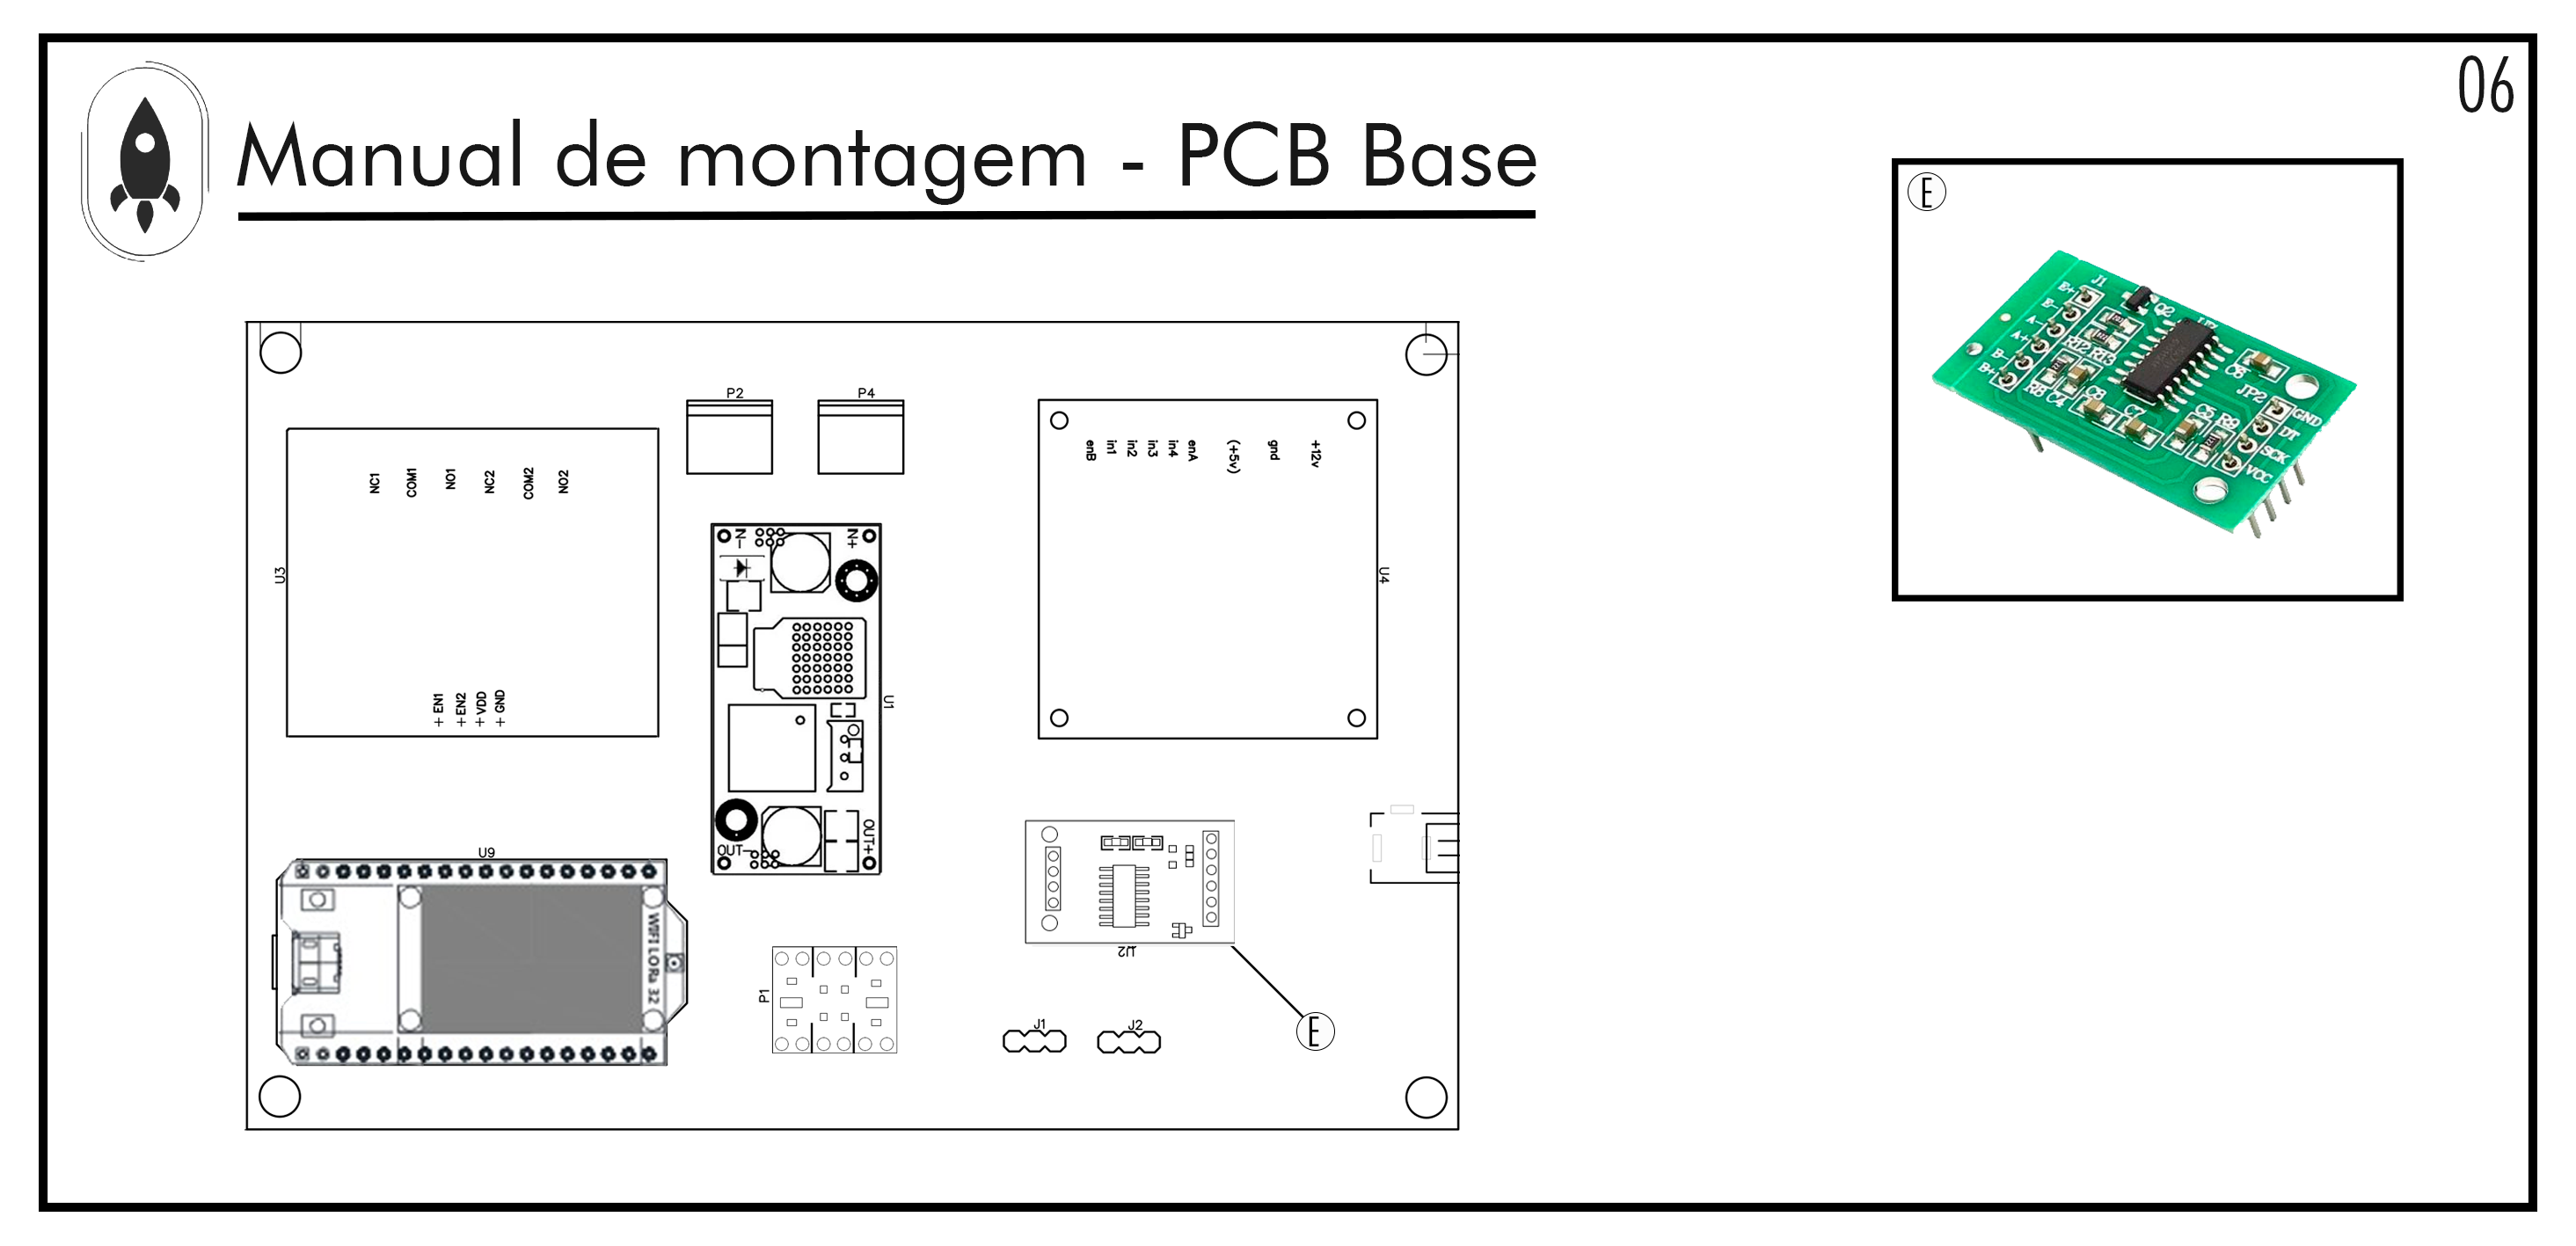 06
Manual de montagem - PCB Base
E
J1
E+
E-
A-
A+
B-
B+
Q2
R12 R13
R8
C4
C8
C7
C5
R9
C6
JP2
GND
DT
SCK
VCC
P2
P4
NC1
COM1
NO1
NC2
COM2
NO2
U3
+ EN1
+EN2
+ VDD
+ GND
enB
in1
in2
in3
in4
enA
(+5v)
gnd
+12v
U4
IN-
IN+
U1
OUT-
OUT+
U9
WIFI LORa 32
U2
P1
J1
J2
E